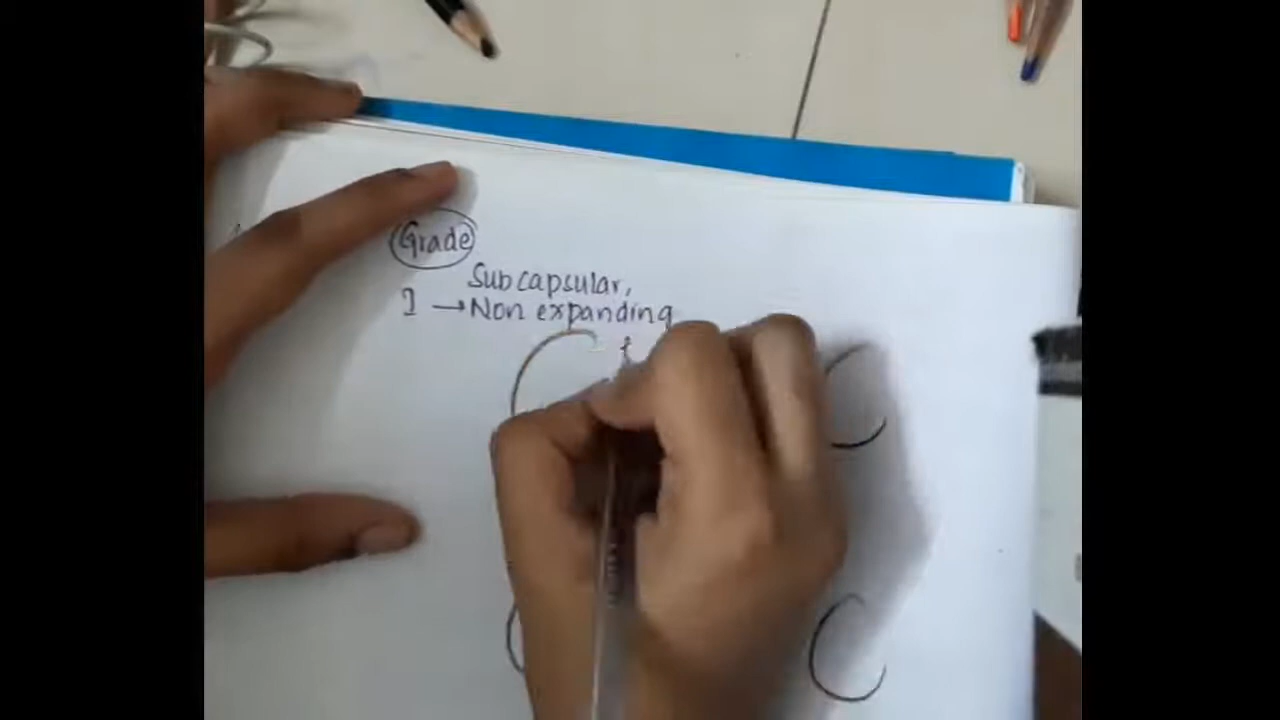 Grade
Subcapsular,
I → Non expanding